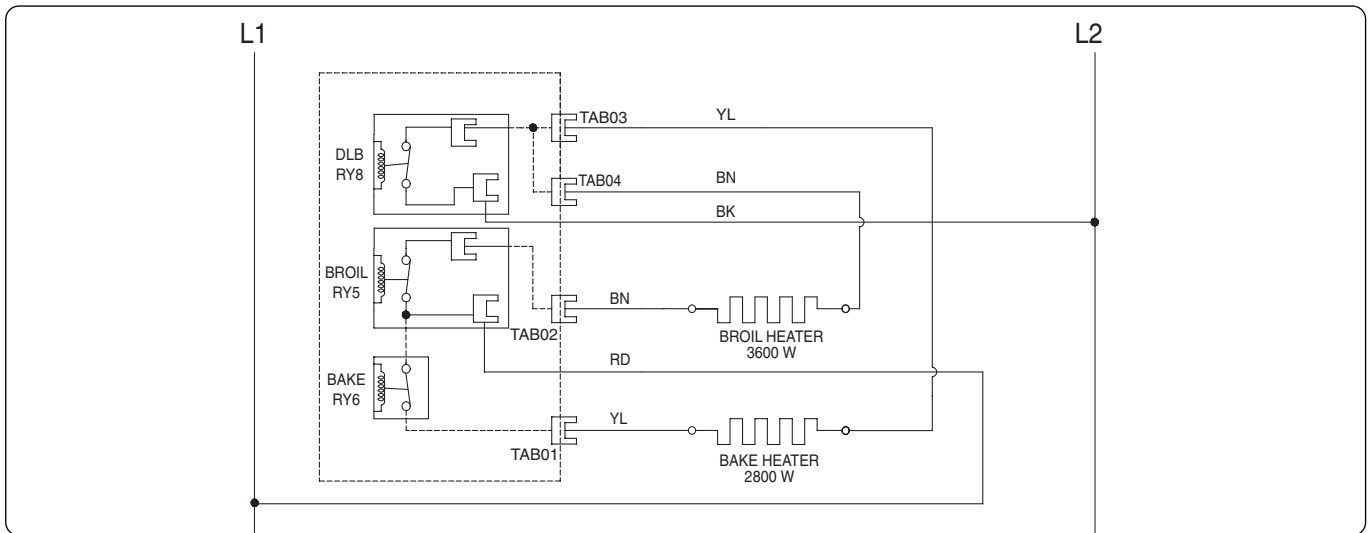 L1
L2
TAB03
YL
DLB
RY8
TAB04
BN
BK
BROIL
RY5
BN
TAB02
BROIL HEATER
3600 W
RD
BAKE
RY6
YL
TAB01
BAKE HEATER
2800 W